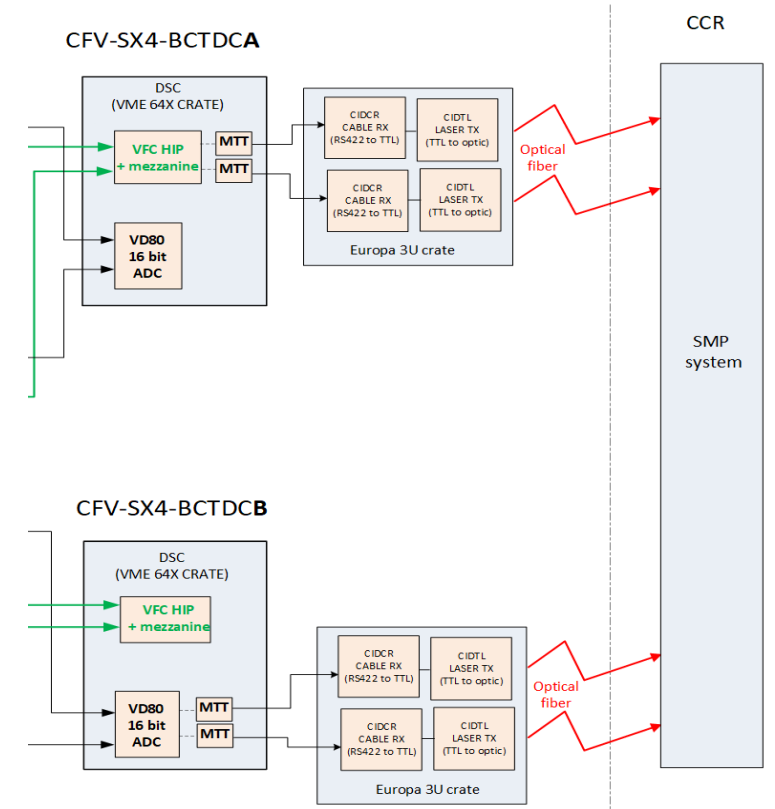 CCR
CFV-SX4-BCTDCA
DSC
(VME 64X CRATE)
VFC HIP
+ mezzanine
MTT
MTT
VD80
16 bit
ADC
CIDCR
CABLE RX
(RS422 to TTL)
CIDTL
LASER TX
(TTL to optic)
CIDCR
CABLE RX
(RS422 to TTL)
CIDTL
LASER TX
(TTL to optic)
Europa 3U crate
Optical
fiber
SMP
system
CFV-SX4-BCTDCB
DSC
(VME 64X CRATE)
VFC HIP
+ mezzanine
VD80
16 bit
ADC
MTT
MTT
CIDCR
CABLE RX
(RS422 to TTL)
CIDTL
LASER TX
(TTL to optic)
CIDCR
CABLE RX
(RS422 to TTL)
CIDTL
LASER TX
(TTL to optic)
Europa 3U crate
Optical
fiber